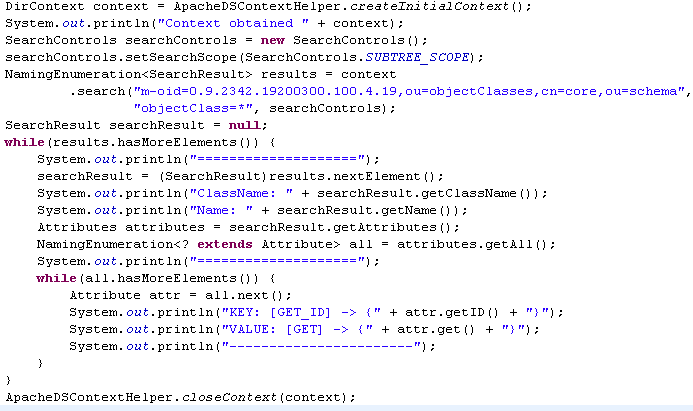 DirContext context = ApacheDSContextHelper.createInitialContext();
System.out.println("Context obtained " + context);
SearchControls searchControls = new SearchControls();
searchControls.setSearchScope(SearchControls.SUBTREE_SCOPE);
NamingEnumeration<SearchResult> results = context
        .search("m-oid=0.9.2342.19200300.100.4.19,ou=objectClasses,cn=core,ou=schema",
                "objectClass=*", searchControls);
SearchResult searchResult = null;
while(results.hasMoreElements()) {
    System.out.println("====================");
    searchResult = (SearchResult)results.nextElement();
    System.out.println("ClassName: " + searchResult.getClassName());
    System.out.println("Name: " + searchResult.getName());
    Attributes attributes = searchResult.getAttributes();
    NamingEnumeration<? extends Attribute> all = attributes.getAll();
    System.out.println("====================");
    while(all.hasMoreElements()) {
        Attribute attr = all.next();
        System.out.println("KEY: [GET_ID] -> {" + attr.getID() + "}");
        System.out.println("VALUE: [GET] -> {" + attr.get() + "}");
        System.out.println("-----------------------");
    }
}
ApacheDSContextHelper.closeContext(context);